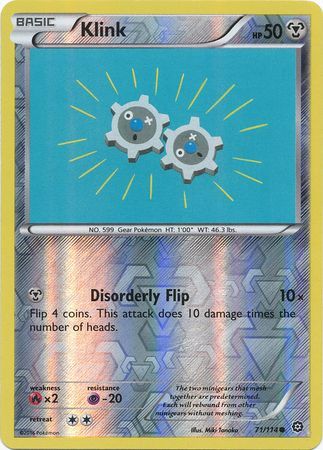 BASIC
Klink
HP 50
NO. 599 Gear Pokémon HT: 1'00" WT: 46.3 lbs.
Disorderly Flip 10×
Flip 4 coins. This attack does 10 damage times the
number of heads.
weakness
×2
resistance
-20
retreat
The two minigears that mesh
together are predetermined.
Each will rebound from other
minigears without meshing.
©2016 Pokémon
Illus. Miki Tanaka
71/114